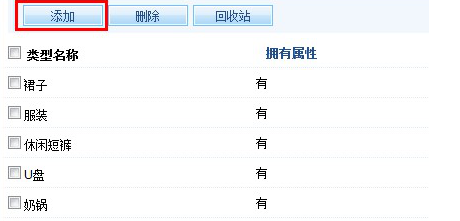 添加 删除 回收站
类型名称 拥有属性
裙子 有
服装 有
休闲短裤 有
U盘 有
奶锅 有